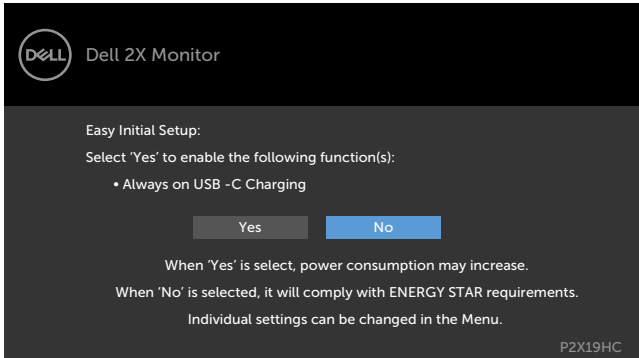 DELL
Dell 2X Monitor
Easy Initial Setup:
Select ‘Yes’ to enable the following function(s):
• Always on USB -C Charging
Yes No
When ‘Yes’ is select, power consumption may increase.
When ‘No’ is selected, it will comply with ENERGY STAR requirements.
Individual settings can be changed in the Menu.
P2X19HC